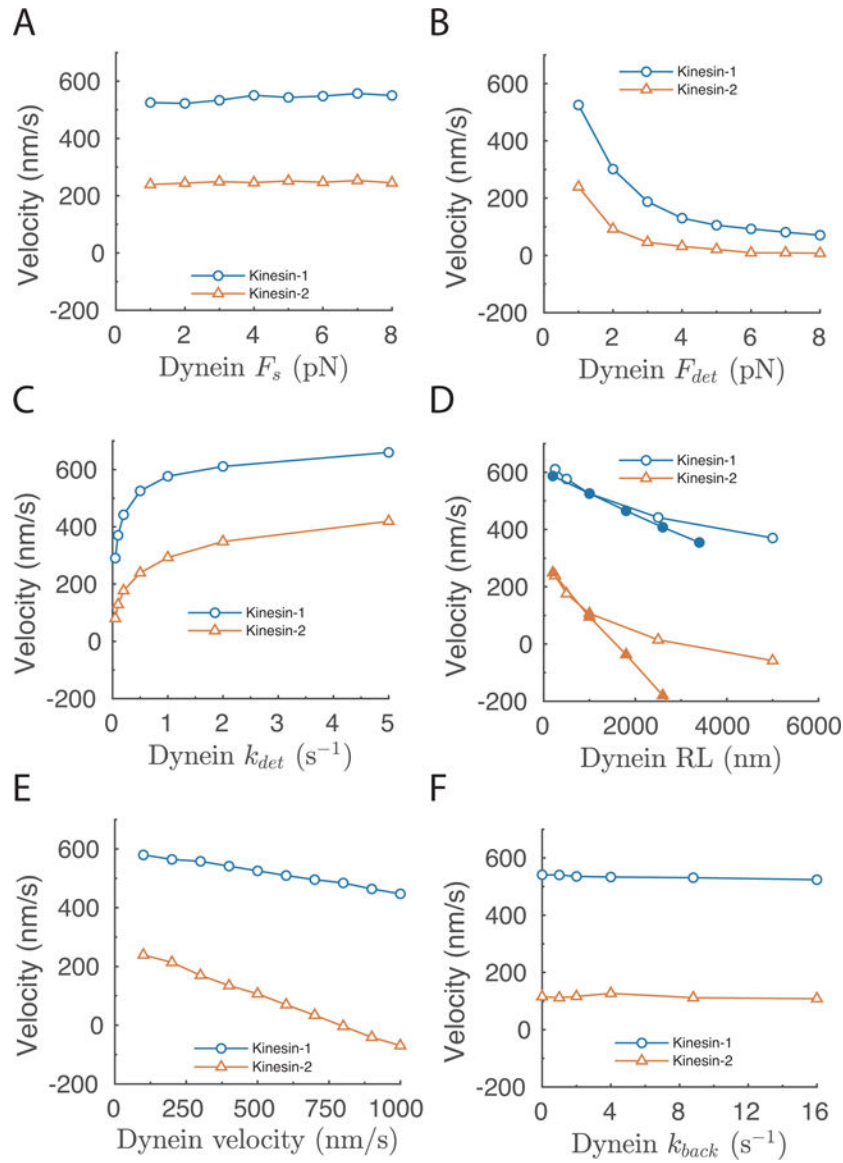 A
600
400
200
0
-200
0 2 4 6 8
Velocity (nm/s)
Dynein Fs (pN)
Kinesin-1
Kinesin-2
B
600
400
200
0
-200
0 2 4 6 8
Velocity (nm/s)
Dynein Fdet (pN)
Kinesin-1
Kinesin-2
C
600
400
200
0
-200
0 1 2 3 4 5
Velocity (nm/s)
Dynein kdet (s-1)
Kinesin-1
Kinesin-2
D
600
400
200
0
-200
0 2000 4000 6000
Velocity (nm/s)
Dynein RL (nm)
Kinesin-1
Kinesin-2
E
600
400
200
0
-200
0 250 500 750 1000
Velocity (nm/s)
Dynein velocity (nm/s)
Kinesin-1
Kinesin-2
F
600
400
200
0
-200
0 4 8 12 16
Velocity (nm/s)
Dynein kback (s-1)
Kinesin-1
Kinesin-2